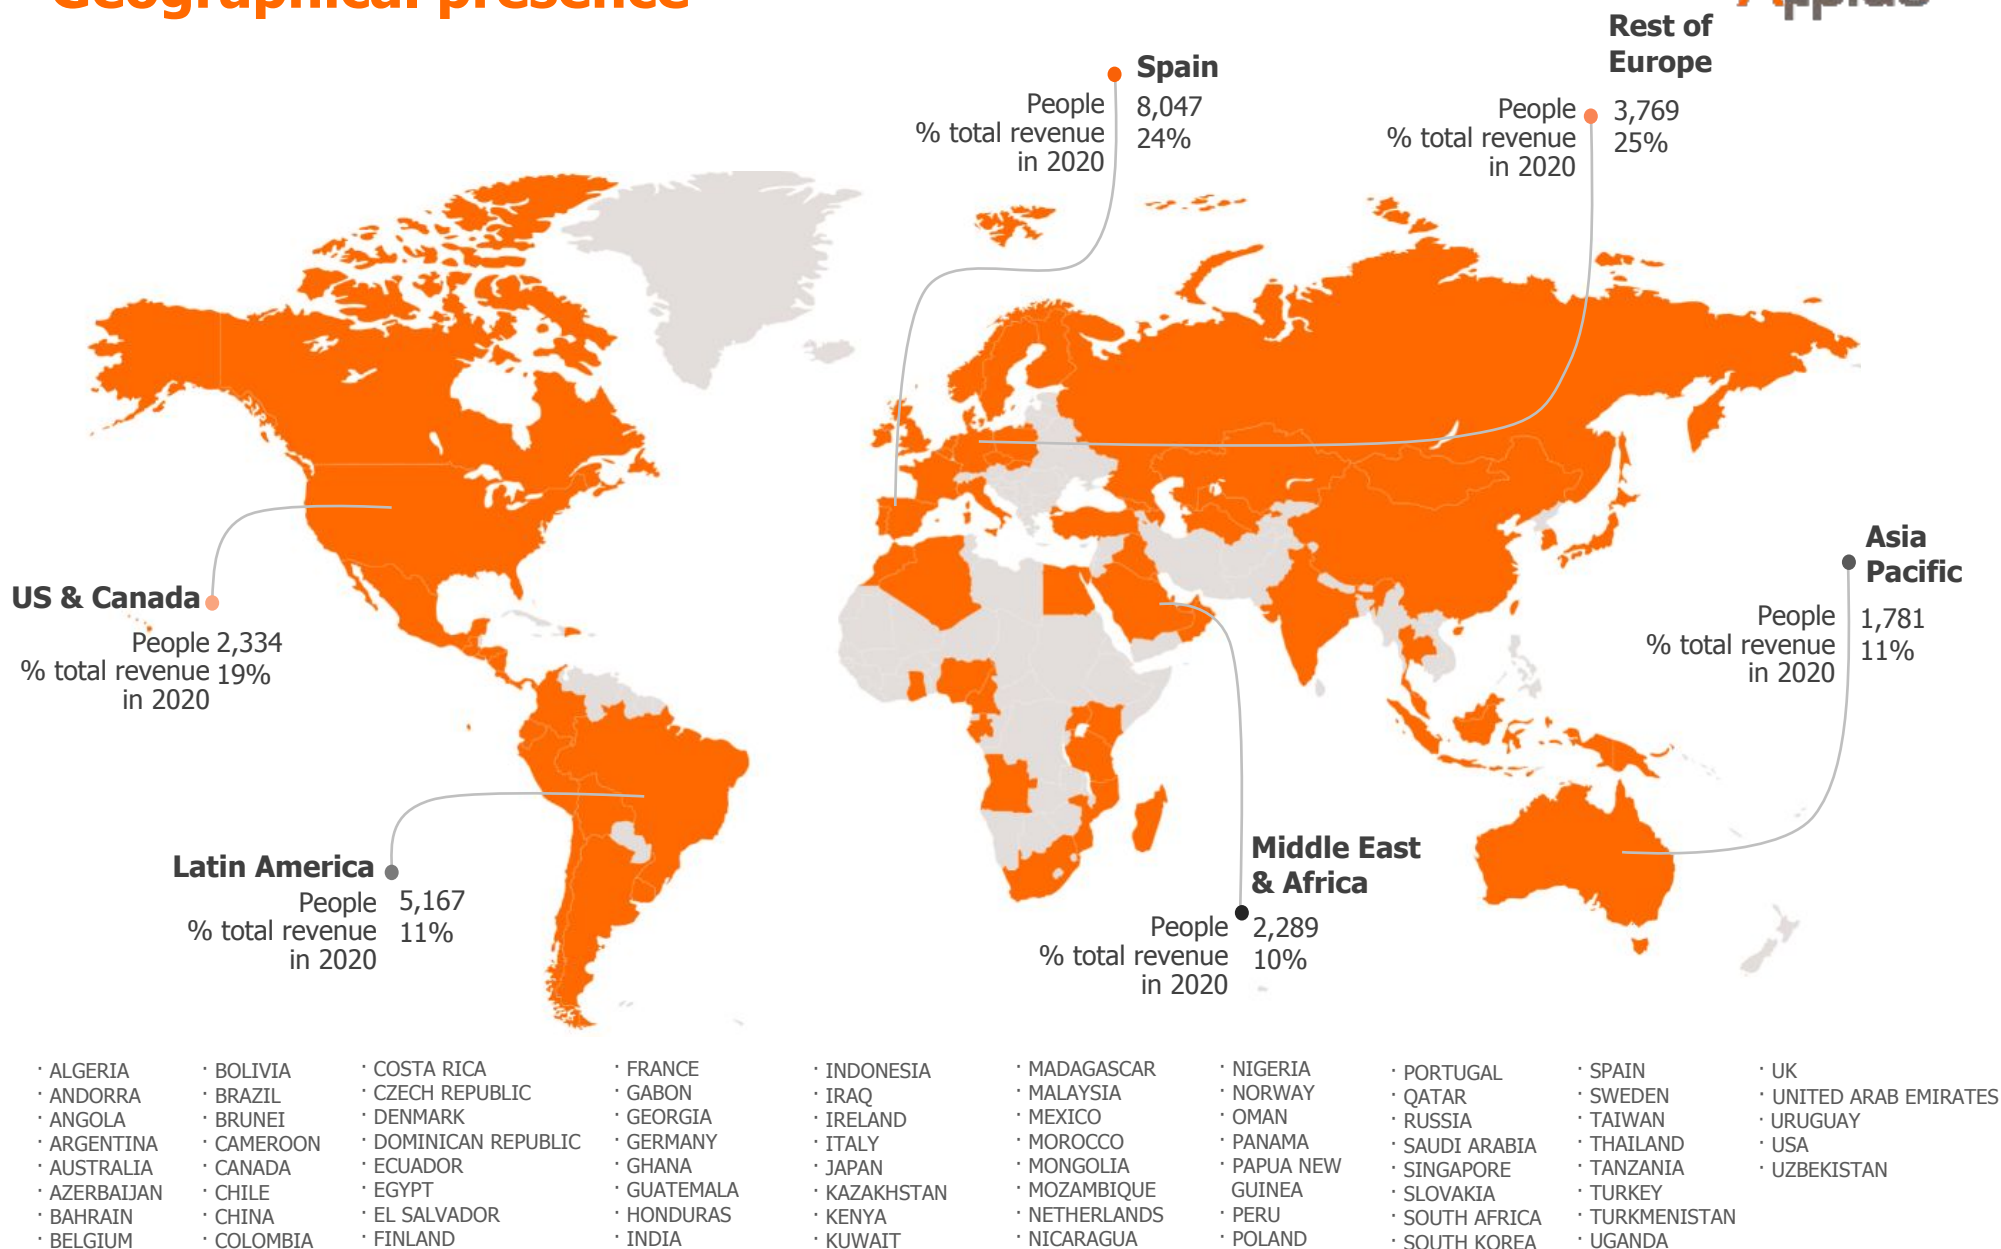 Geographical presence
Rest of
Europe
People 3,769
% total revenue 25%
in 2020
Spain
People 8,047
% total revenue 24%
in 2020
US & Canada
People 2,334
% total revenue 19%
in 2020
Asia
Pacific
People 1,781
% total revenue 11%
in 2020
Latin America
People 5,167
% total revenue 11%
in 2020
Middle East
& Africa
People 2,289
% total revenue 10%
in 2020
· ALGERIA
· ANDORRA
· ANGOLA
· ARGENTINA
· AUSTRALIA
· AZERBAIJAN
· BAHRAIN
· BELGIUM
· BOLIVIA
· BRAZIL
· BRUNEI
· CAMEROON
· CANADA
· CHILE
· CHINA
· COLOMBIA
· COSTA RICA
· CZECH REPUBLIC
· DENMARK
· DOMINICAN REPUBLIC
· ECUADOR
· EGYPT
· EL SALVADOR
· FINLAND
· FRANCE
· GABON
· GEORGIA
· GERMANY
· GHANA
· GUATEMALA
· HONDURAS
· INDIA
· INDONESIA
· IRAQ
· IRELAND
· ITALY
· JAPAN
· KAZAKHSTAN
· KENYA
· KUWAIT
· MADAGASCAR
· MALAYSIA
· MEXICO
· MOROCCO
· MONGOLIA
· MOZAMBIQUE
· NETHERLANDS
· NICARAGUA
· NIGERIA
· NORWAY
· OMAN
· PANAMA
· PAPUA NEW
GUINEA
· PERU
· POLAND
· PORTUGAL
· QATAR
· RUSSIA
· SAUDI ARABIA
· SINGAPORE
· SLOVAKIA
· SOUTH AFRICA
· SOUTH KOREA
· SPAIN
· SWEDEN
· TAIWAN
· THAILAND
· TANZANIA
· TURKEY
· TURKMENISTAN
· UGANDA
· UK
· UNITED ARAB EMIRATES
· URUGUAY
· USA
· UZBEKISTAN